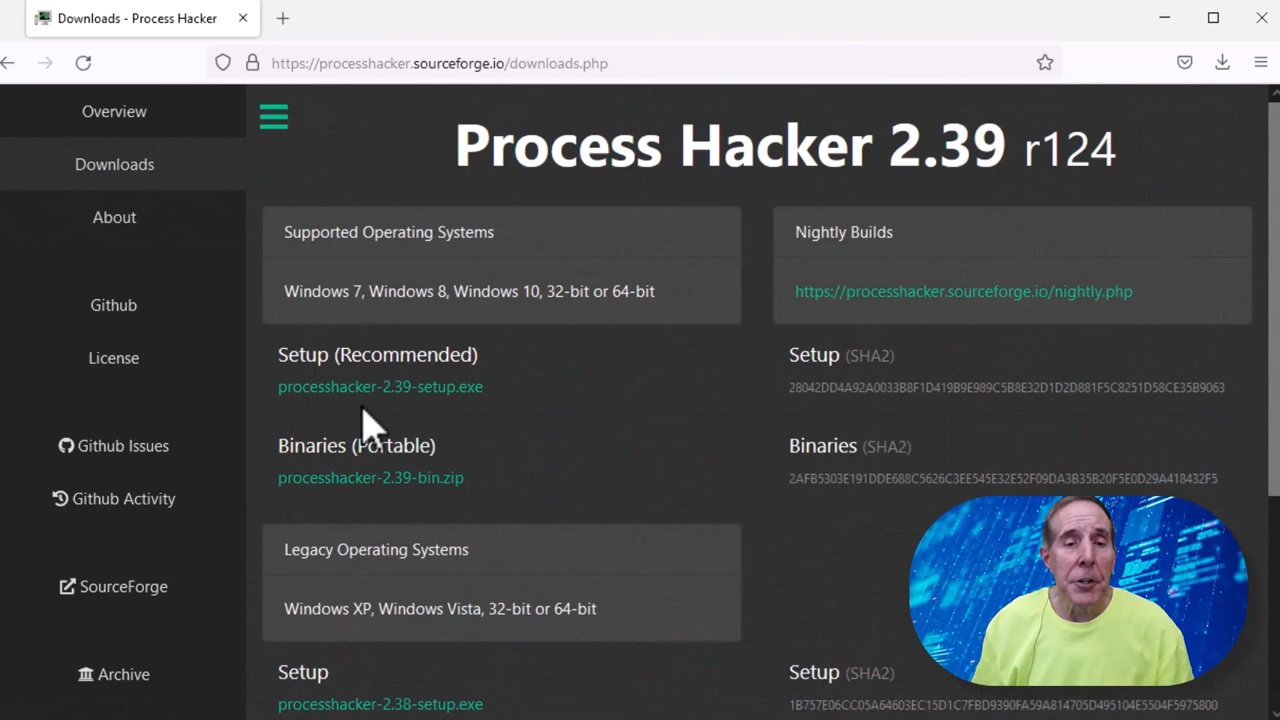 Downloads - Process Hacker
https://processhacker.sourceforge.io/downloads.php
Overview
Downloads
About
Github
License
Github Issues
Github Activity
SourceForge
Archive
Process Hacker 2.39 r124
Supported Operating Systems
Windows 7, Windows 8, Windows 10, 32-bit or 64-bit
Nightly Builds
https://processhacker.sourceforge.io/nightly.php
Setup (Recommended)
processhacker-2.39-setup.exe
Setup (SHA2)
28042DD4A92A0033B8F1D419B9E989C5B8E32D1D2D881F5C8251D58CE35B9063
Binaries (Portable)
processhacker-2.39-bin.zip
Binaries (SHA2)
2AFB5303E191DDE688C5626C3EE545E32E52F09DA3B35B20F5E0D29A418432F5
Legacy Operating Systems
Windows XP, Windows Vista, 32-bit or 64-bit
Setup
processhacker-2.38-setup.exe
Setup (SHA2)
1B757E06CC05A64603EC15D1C7FBD9390FA59A814705D495104E5504F5975800